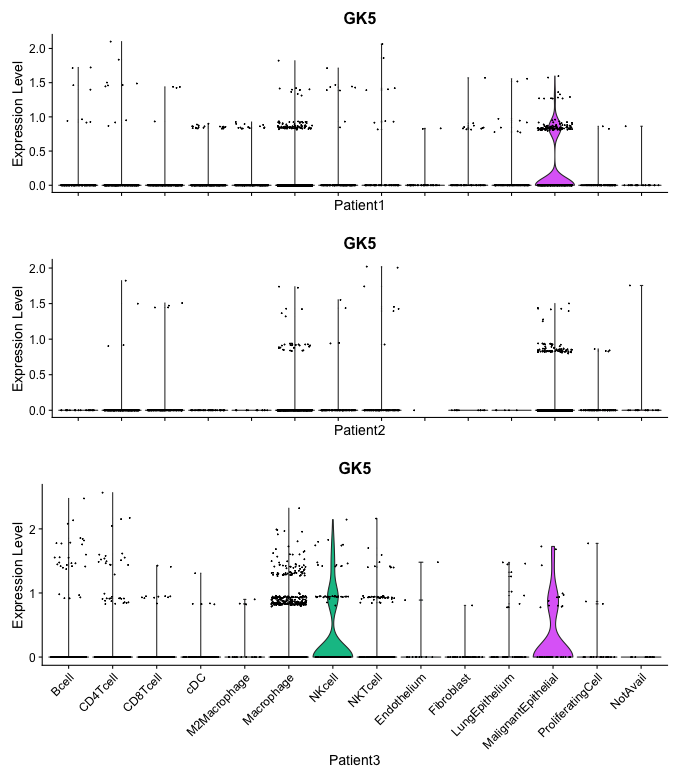 GK5
Expression Level
2.0
1.5
1.0
0.5
0.0
Patient1
GK5
Expression Level
2.0
1.5
1.0
0.5
0.0
Patient2
GK5
Expression Level
2
1
0
Bcell
CD4Tcell
CD8Tcell
cDC
M2Macrophage
Macrophage
NKcell
NKTcell
Endothelium
Fibroblast
LungEpithelium
MalignantEpithelial
ProliferatingCell
NotAvail
Patient3